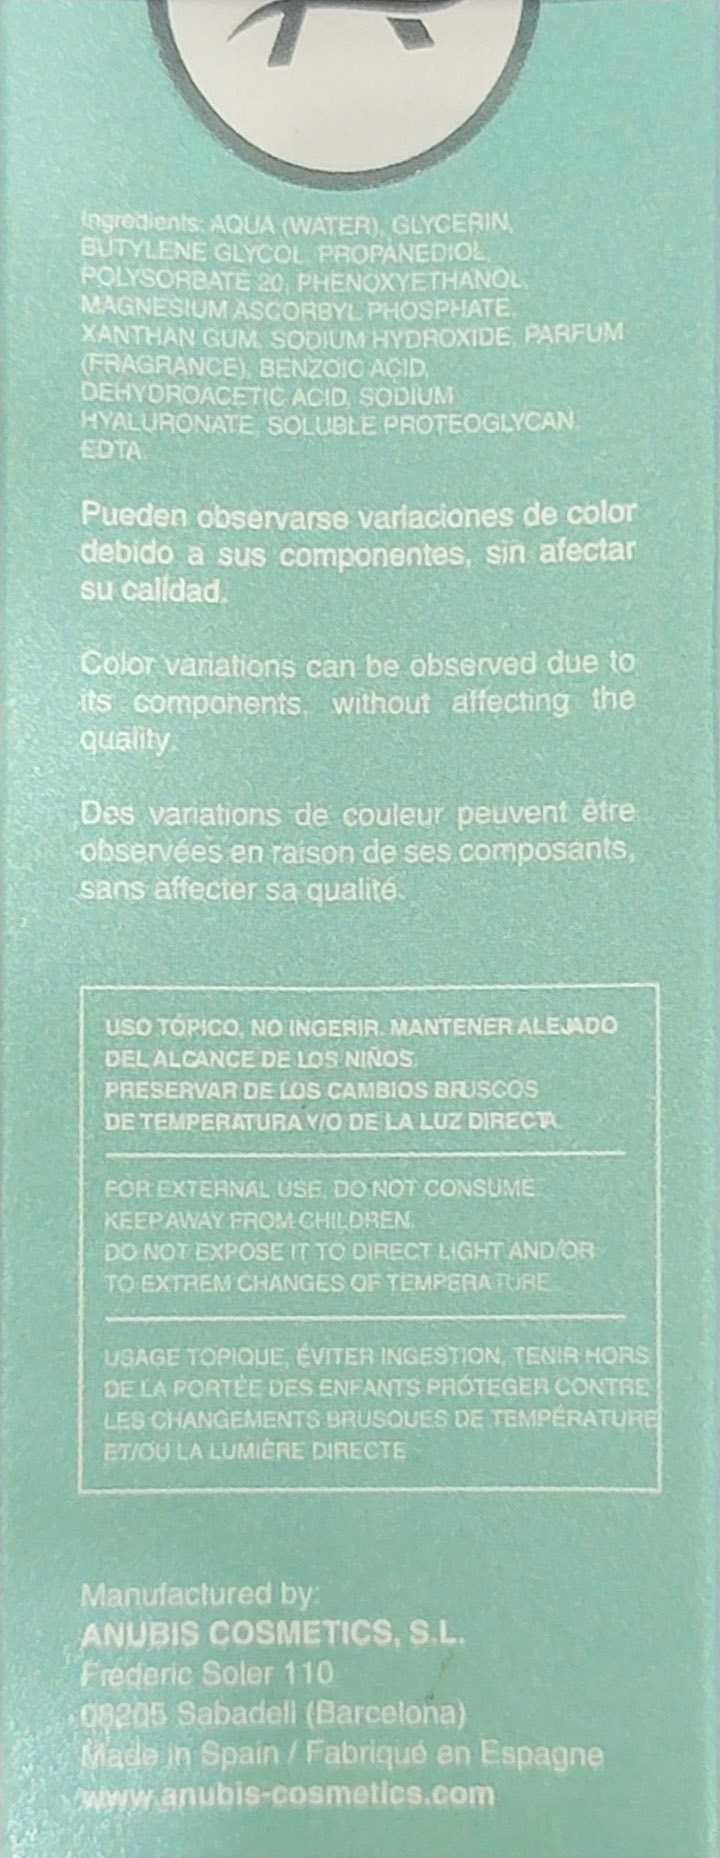 Ingredients: AQUA (WATER), GLYCERIN,
BUTYLENE GLYCOL, PROPANEDIOL,
POLYSORBATE 20, PHENOXYETHANOL,
MAGNESIUM ASCORBYL PHOSPHATE,
XANTHAN GUM, SODIUM HYDROXIDE, PARFUM
(FRAGRANCE), BENZOIC ACID,
DEHYDROACETIC ACID, SODIUM
HYALURONATE, SOLUBLE PROTEOGLYCAN,
EDTA.
Pueden observarse variaciones de color
debido a sus componentes, sin afectar
su calidad.
Color variations can be observed due to
its components, without affecting the
quality.
Des variations de couleur peuvent être
observées en raison de ses composants,
sans affecter sa qualité.
USO TÓPICO, NO INGERIR. MANTENER ALEJADO
DEL ALCANCE DE LOS NIÑOS.
PRESERVAR DE LOS CAMBIOS BRUSCOS
DE TEMPERATURA Y/O DE LA LUZ DIRECTA.
FOR EXTERNAL USE. DO NOT CONSUME.
KEEP AWAY FROM CHILDREN.
DO NOT EXPOSE IT TO DIRECT LIGHT AND/OR
TO EXTREM CHANGES OF TEMPERATURE.
USAGE TOPIQUE, ÉVITER INGESTION, TENIR HORS
DE LA PORTÉE DES ENFANTS PRÓTEGER CONTRE
LES CHANGEMENTS BRUSQUES DE TEMPÉRATURE
ET/OU LA LUMIÈRE DIRECTE
Manufactured by:
ANUBIS COSMETICS, S.L.
Frederic Soler 110
08205 Sabadell (Barcelona)
Made in Spain / Fabriqué en Espagne
www.anubis-cosmetics.com